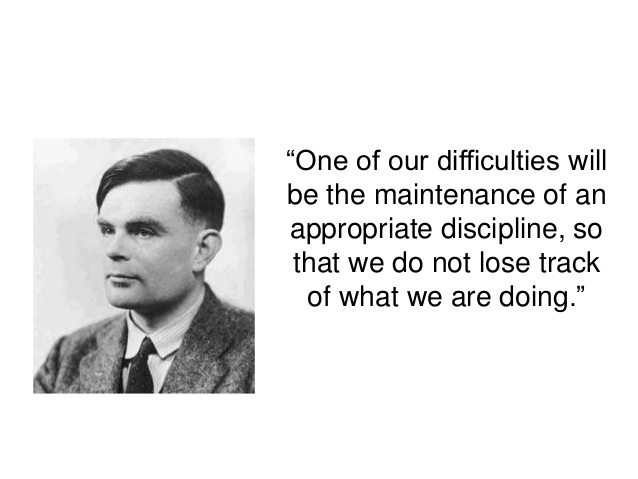 “One of our difficulties will
be the maintenance of an
appropriate discipline, so
that we do not lose track
of what we are doing.”